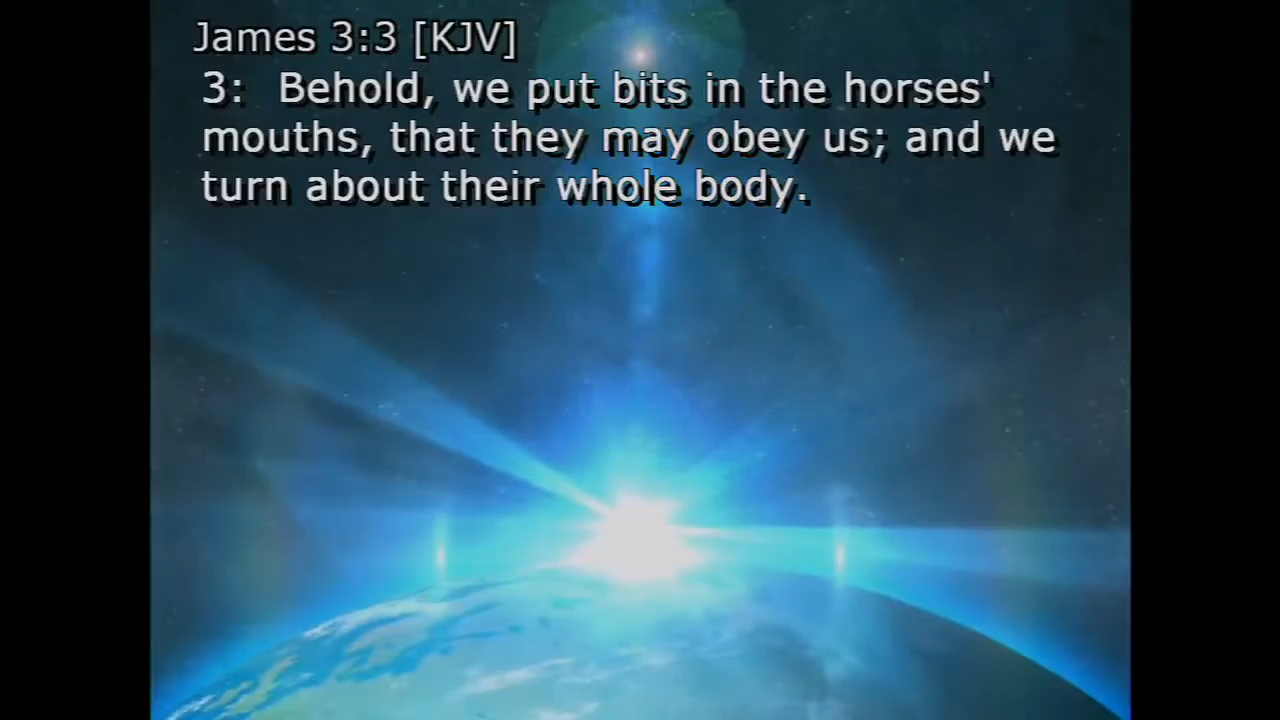 James 3:3 [KJV]
3:  Behold, we put bits in the horses'
mouths, that they may obey us; and we
turn about their whole body.